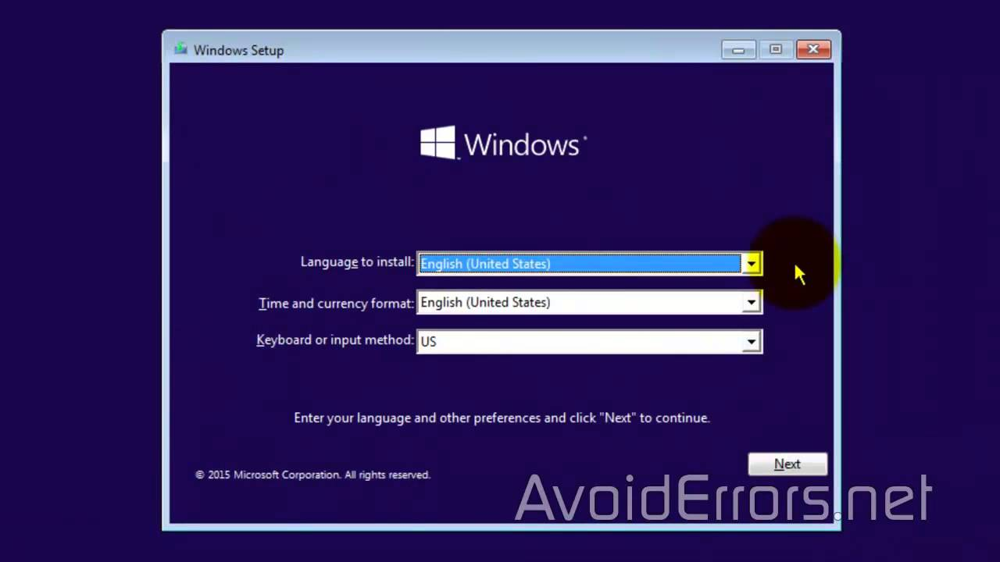 Windows Setup
Windows
Language to install: English (United States)
Time and currency format: English (United States)
Keyboard or input method: US
Enter your language and other preferences and click "Next" to continue.
Next
© 2015 Microsoft Corporation. All rights reserved.
AvoidErrors.net